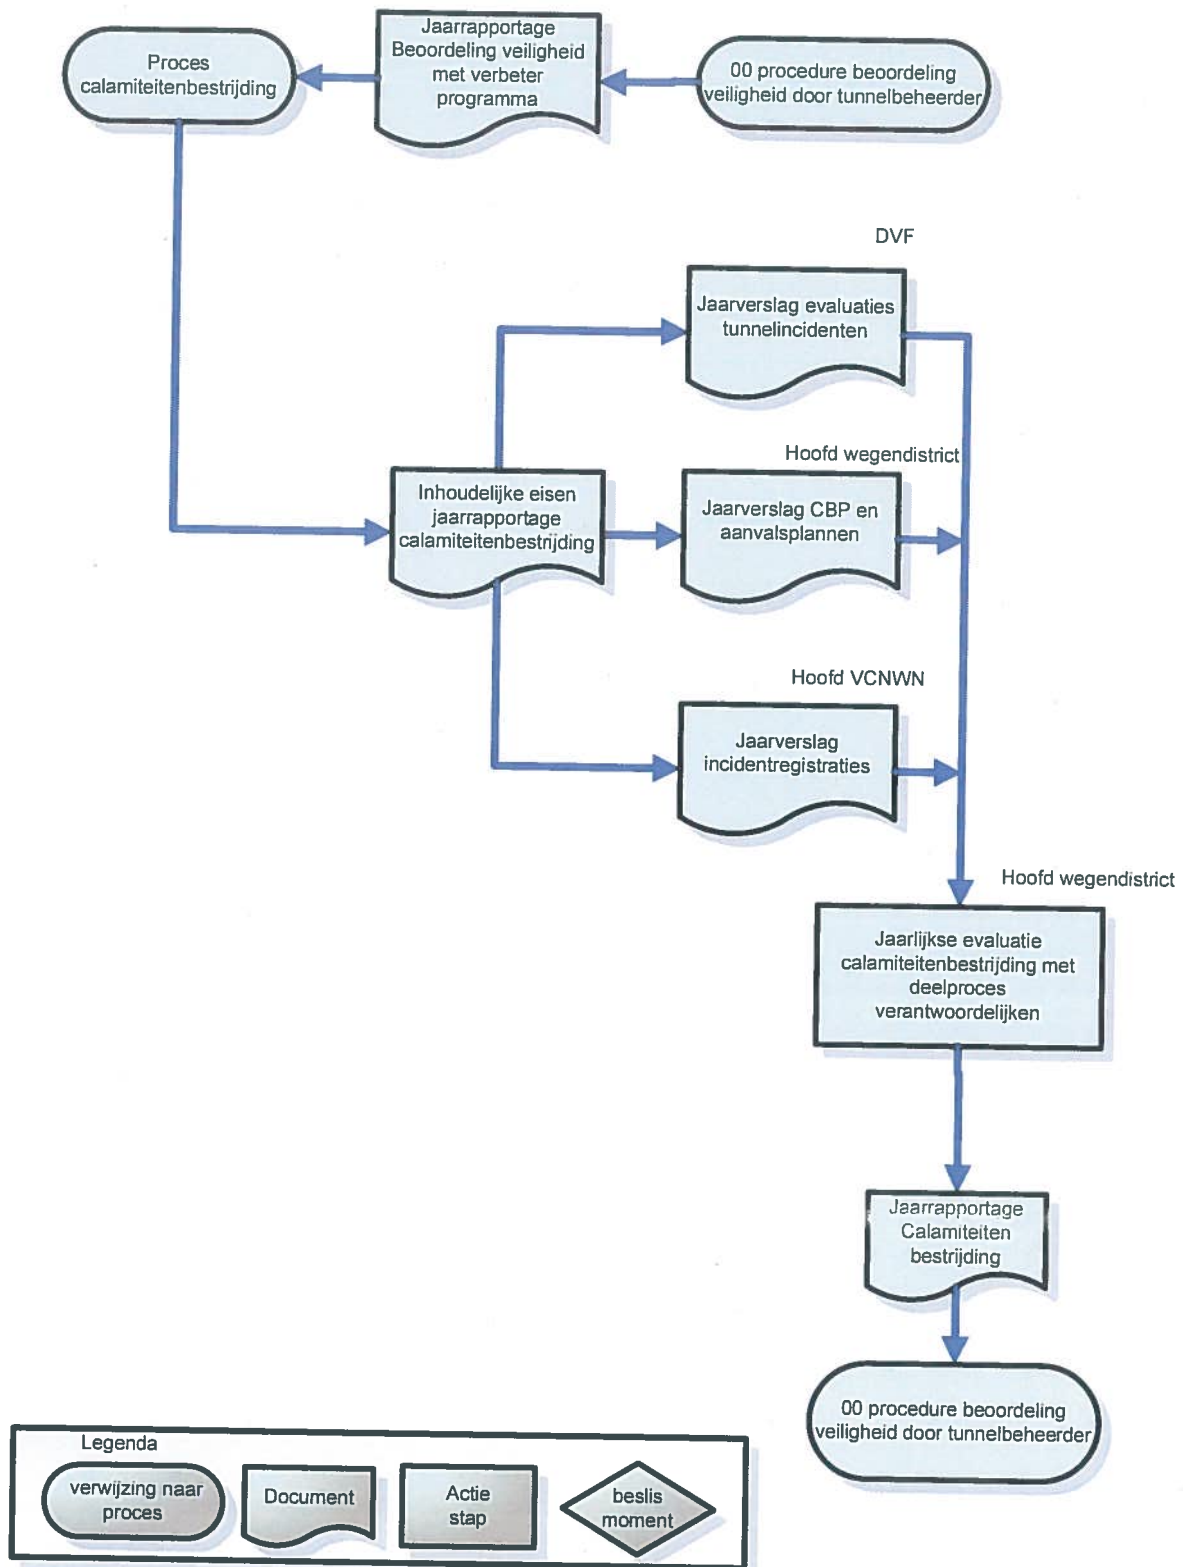 Proces
calamiteitenbestrijding
Jaarrapportage
Beoordeling veiligheid
met verbeter
programma
00 procedure beoordeling
veiligheid door tunnelbeheerder
DVF
Jaarverslag evaluaties
tunnelincidenten
Hoofd wegendistrict
Inhoudelijke eisen
jaarrapportage
calamiteitenbestrijding
Jaarverslag CBP en
aanvalsplannen
Hoofd VCNWN
Jaarverslag
incidentregistraties
Hoofd wegendistrict
Jaarlijkse evaluatie
calamiteitenbestrijding met
deelproces
verantwoordelijken
Jaarrapportage
Calamiteiten
bestrijding
00 procedure beoordeling
veiligheid door tunnelbeheerder
Legenda
verwijzing naar
proces
Document
Actie
stap
beslis
moment